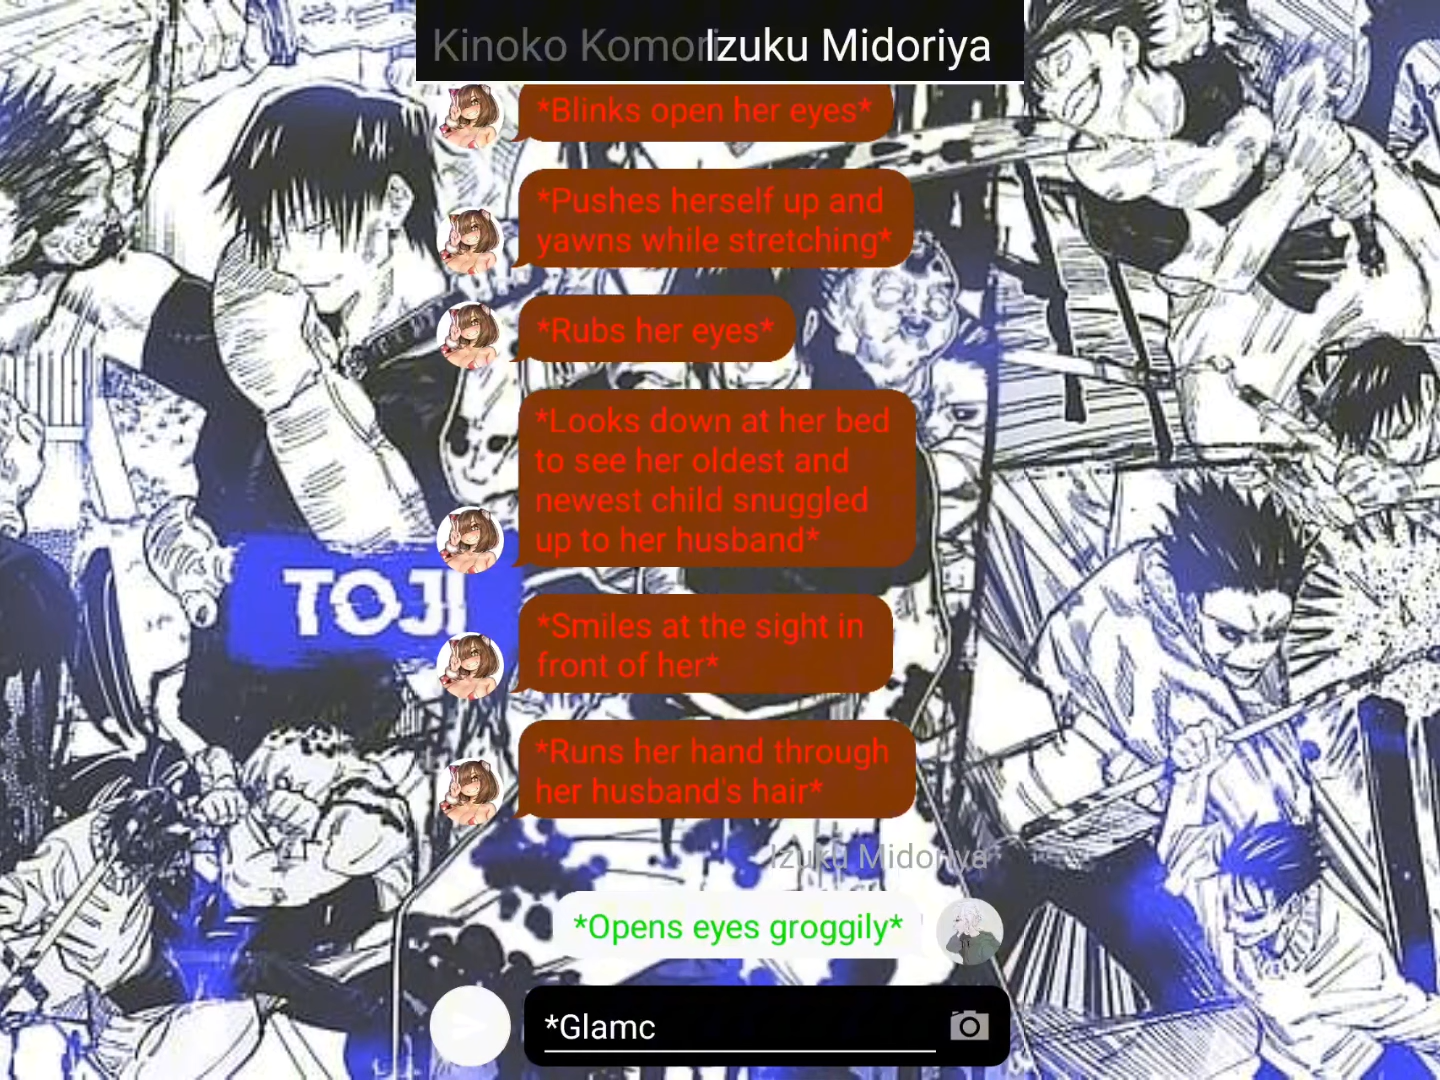 Kinoko Komori Izuku Midoriya
*Blinks open her eyes*
*Pushes herself up and
yawns while stretching*
*Rubs her eyes*
*Looks down at her bed
to see her oldest and
newest child snuggled
up to her husband*
TOJI
*Smiles at the sight in
front of her*
*Runs her hand through
her husband's hair*
Izuku Midoriya
*Opens eyes groggily*
*Glamc